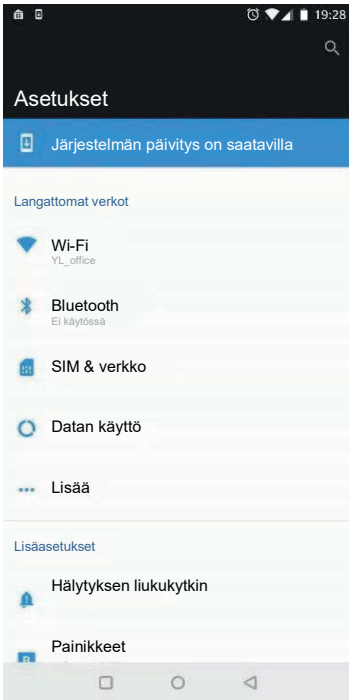 19:28
Asetukset
Järjestelmän päivitys on saatavilla
Langattomat verkot
Wi-Fi
YL_office
Bluetooth
Ei käytössä
SIM & verkko
Datan käyttö
Lisää
Lisäasetukset
Hälytyksen liukukytkin
Painikkeet